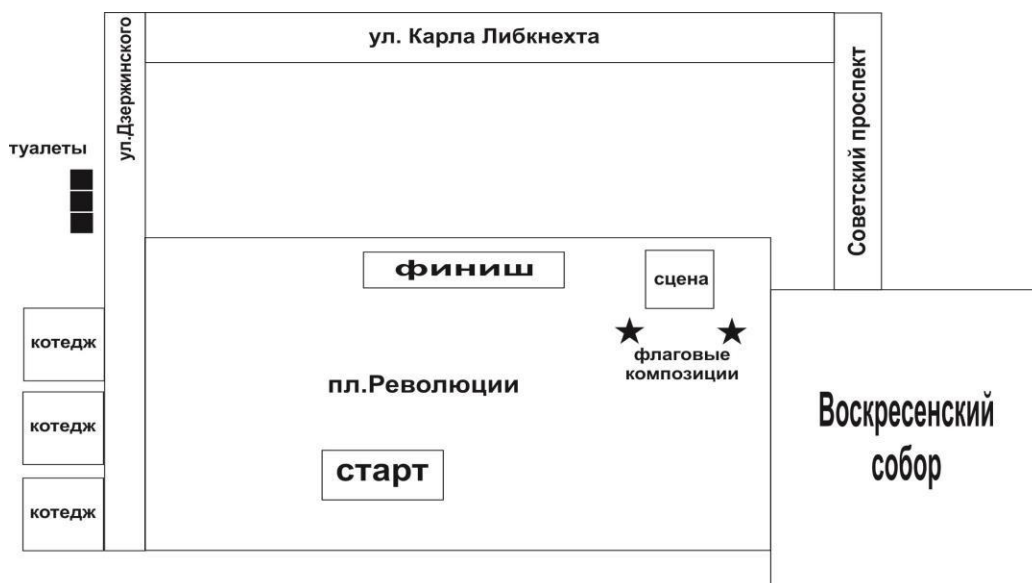 ул. Карла Либкнехта
ул.Дзержинского
Советский проспект
туалеты
финиш
сцена
котедж
флаговые
композиции
пл.Революции
Воскресенский
собор
котедж
старт
котедж